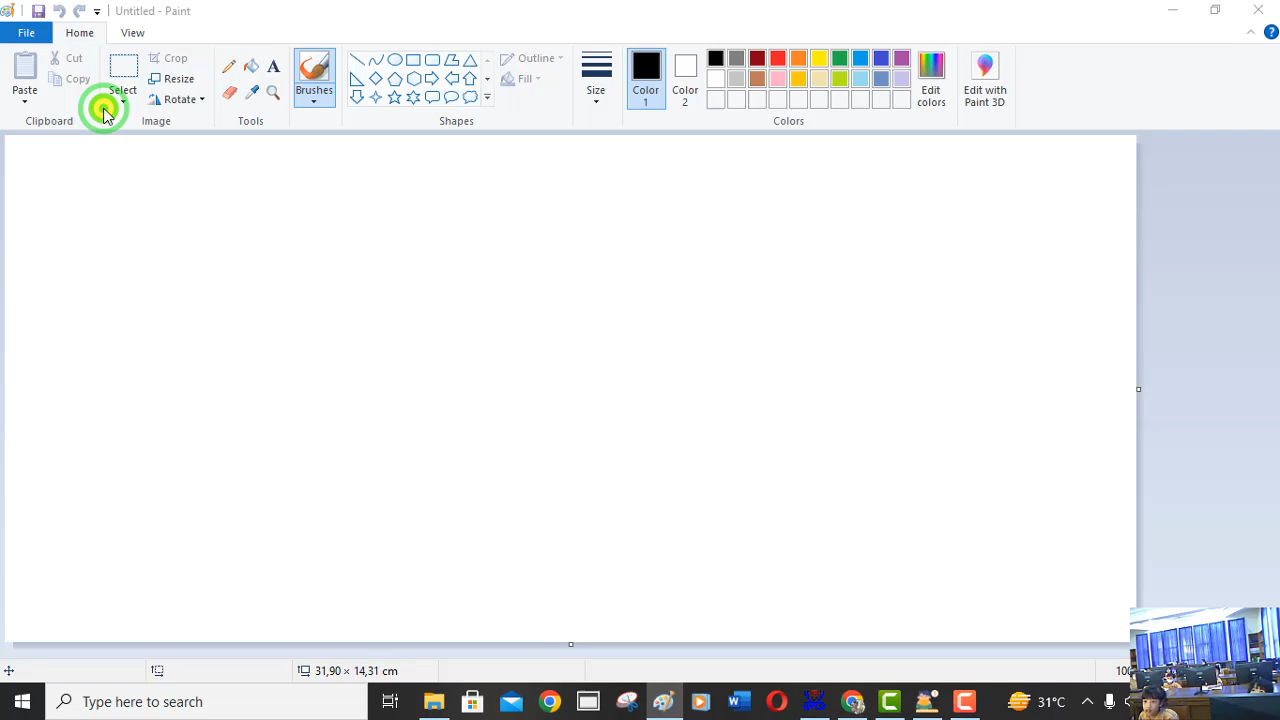 Untitled - Paint
File Home View
Paste
Cut
Copy
Clipboard
Select
Crop
Resize
Rotate
Image
A
Tools
Brushes
Shapes
Outline
Fill
Size
Color 1
Color 2
Colors
Edit colors
Edit with Paint 3D
31,90 × 14,31 cm
100
Type here to search
31°C